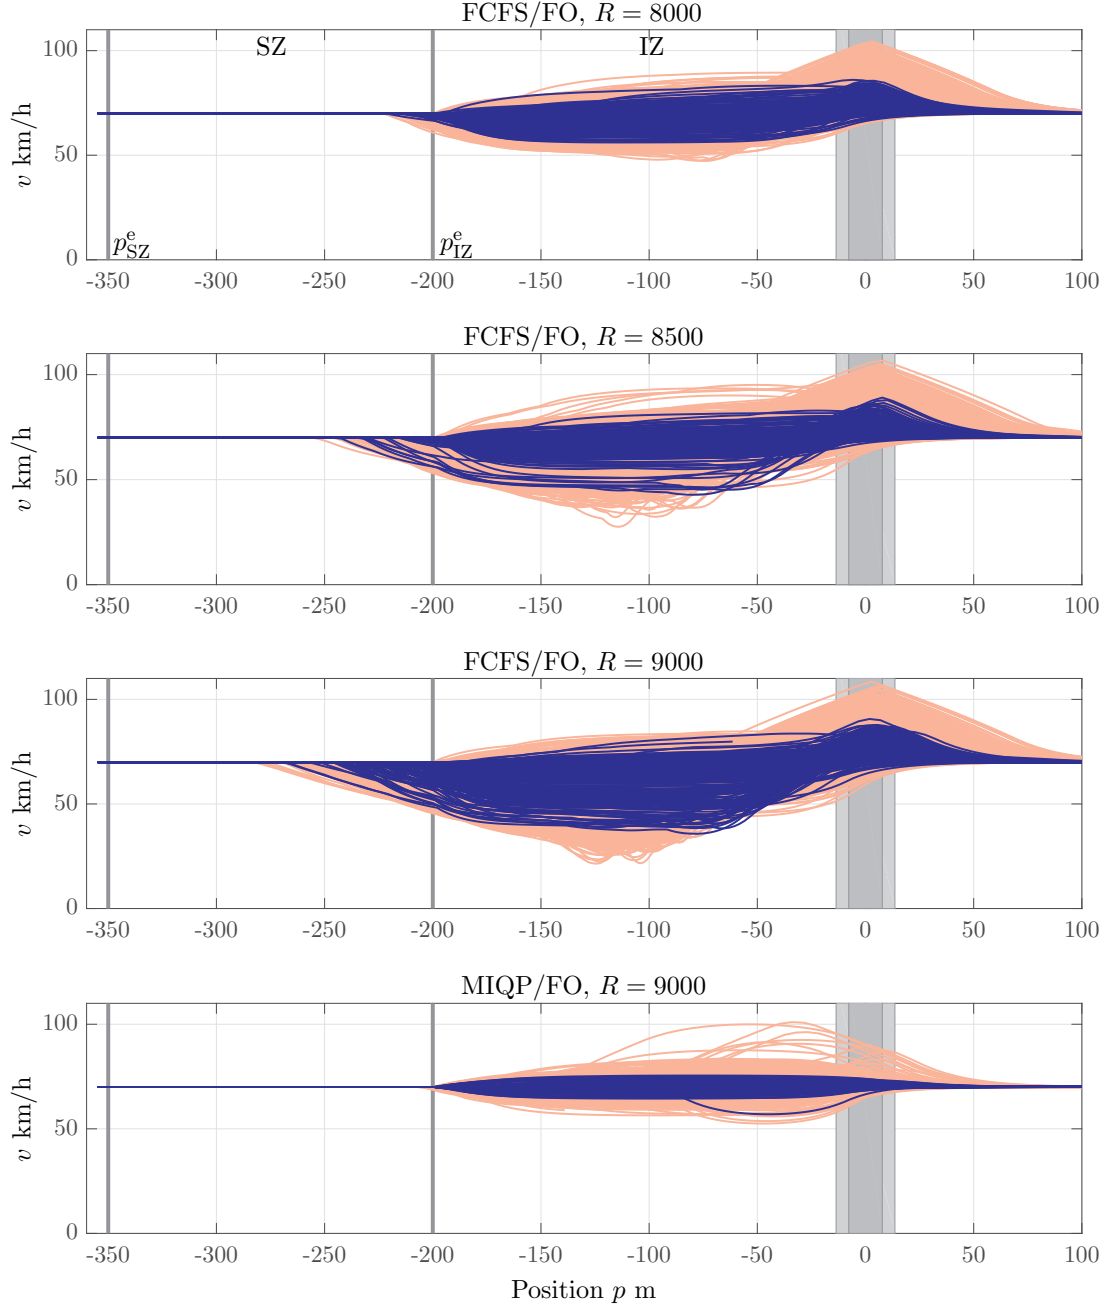 FCFS/FO, R = 8000
SZ
IZ
100
50
0
v km/h
p^e_SZ
p^e_IZ
-350 -300 -250 -200 -150 -100 -50 0 50 100
FCFS/FO, R = 8500
100
50
0
v km/h
-350 -300 -250 -200 -150 -100 -50 0 50 100
FCFS/FO, R = 9000
100
50
0
v km/h
-350 -300 -250 -200 -150 -100 -50 0 50 100
MIQP/FO, R = 9000
100
50
0
v km/h
-350 -300 -250 -200 -150 -100 -50 0 50 100
Position p m